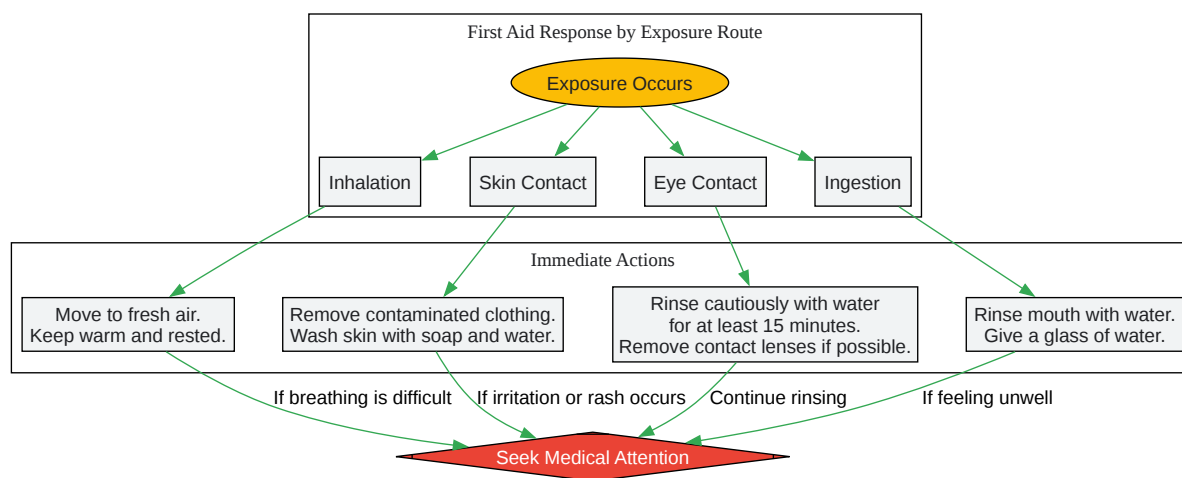 First Aid Response by Exposure Route
Exposure Occurs
Inhalation
Skin Contact
Eye Contact
Ingestion
Immediate Actions
Move to fresh air.
Keep warm and rested.
Remove contaminated clothing.
Wash skin with soap and water.
Rinse cautiously with water
for at least 15 minutes.
Remove contact lenses if possible.
Rinse mouth with water.
Give a glass of water.
If breathing is difficult
If irritation or rash occurs
Continue rinsing
If feeling unwell
Seek Medical Attention